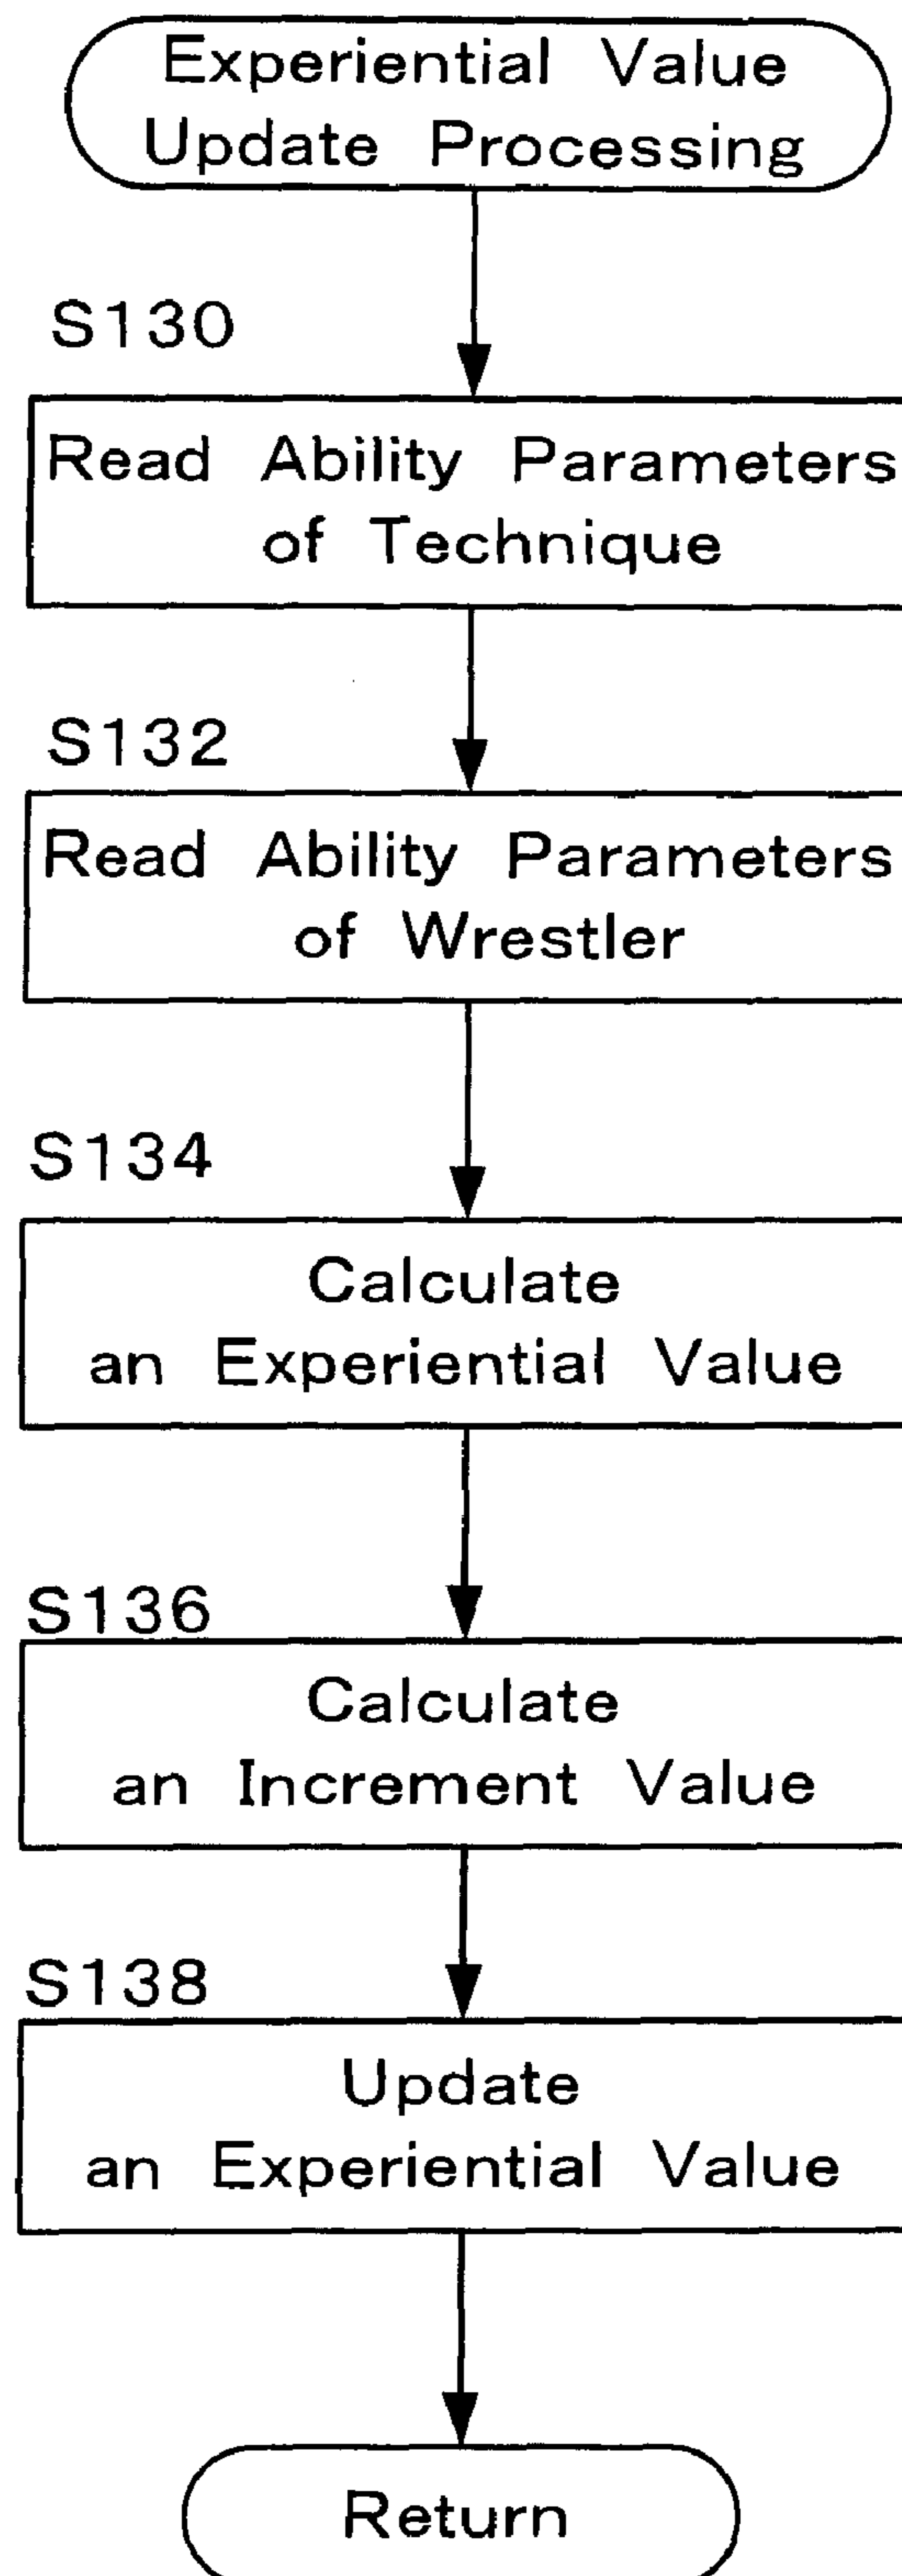 Experiential Value
Update Processing
S130
Read Ability Parameters
of Technique
S132
Read Ability Parameters
of Wrestler
S134
Calculate
an Experiential Value
S136
Calculate
an Increment Value
S138
Update
an Experiential Value
Return